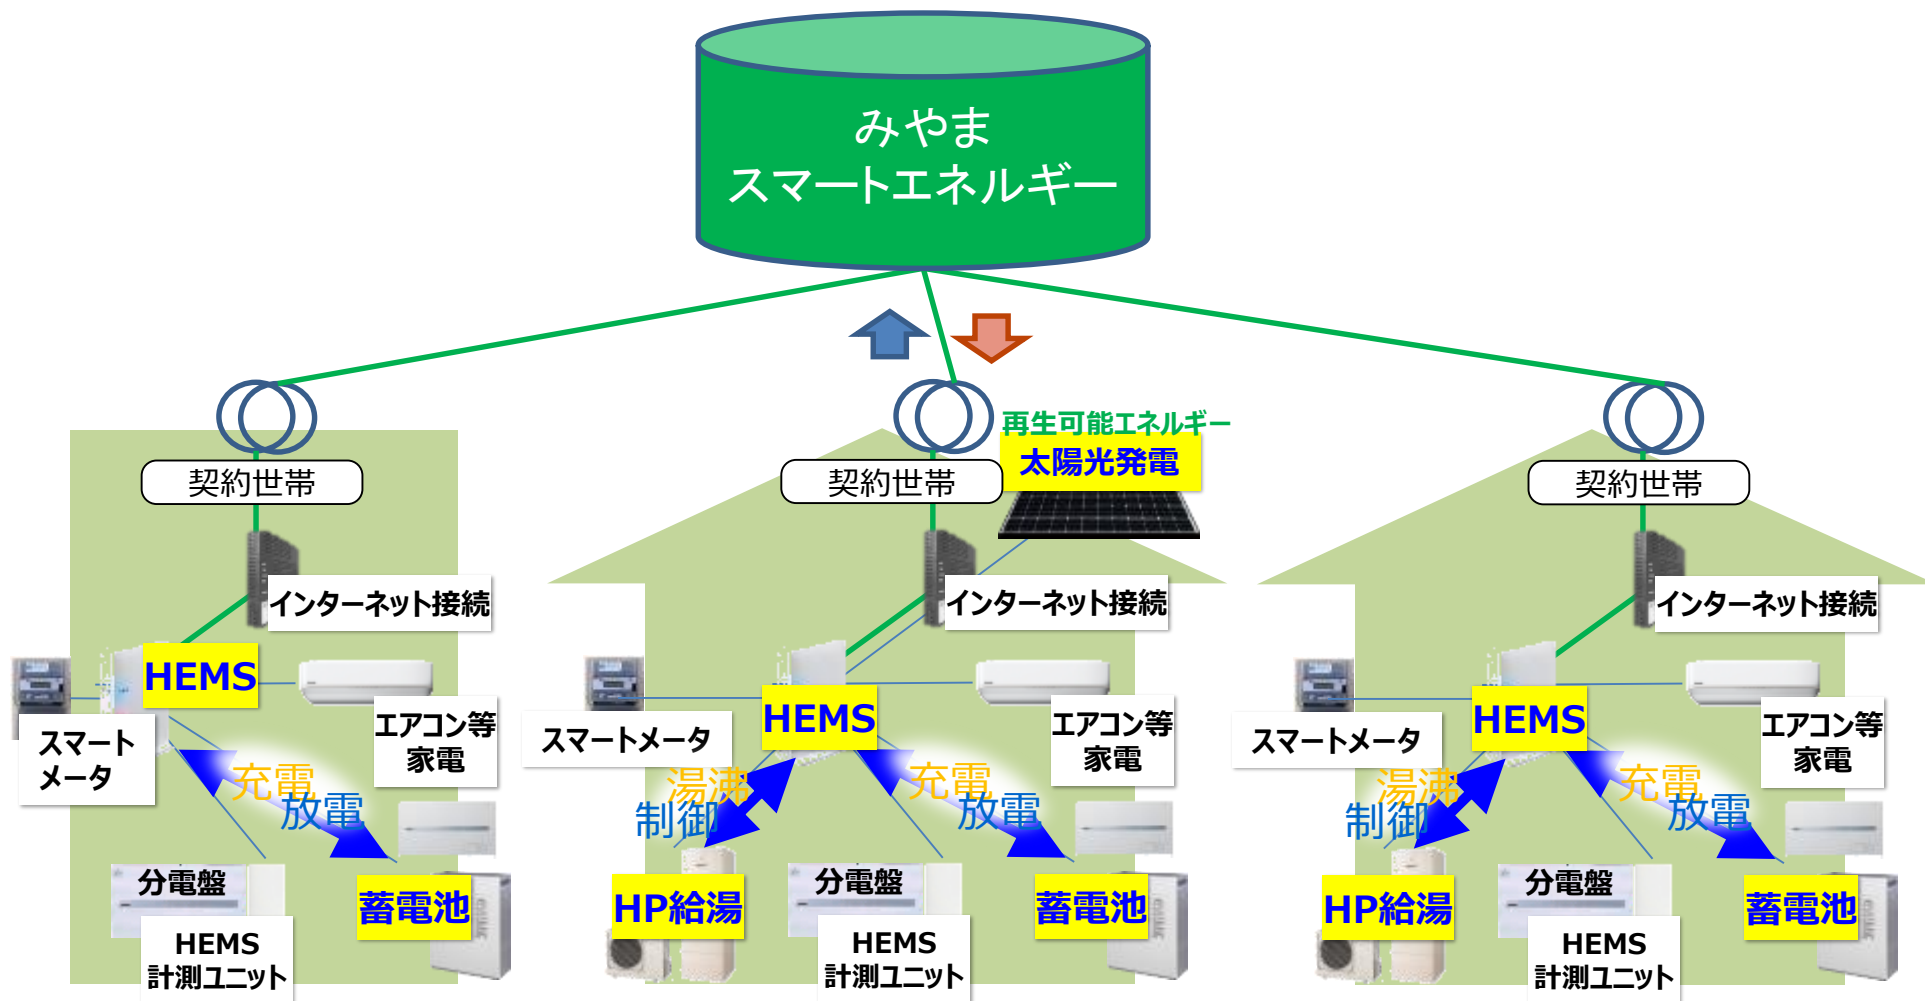 みやま
スマートエネルギー
再生可能エネルギー
太陽光発電
契約世帯
契約世帯
契約世帯
インターネット接続
インターネット接続
インターネット接続
HEMS
スマート
メータ
エアコン等
家電
充電
放電
分電盤
蓄電池
HEMS
計測ユニット
HEMS
スマートメータ
エアコン等
家電
湯沸
制御
充電
放電
HP給湯
分電盤
蓄電池
HEMS
計測ユニット
HEMS
スマートメータ
エアコン等
家電
湯沸
制御
充電
放電
HP給湯
分電盤
蓄電池
HEMS
計測ユニット